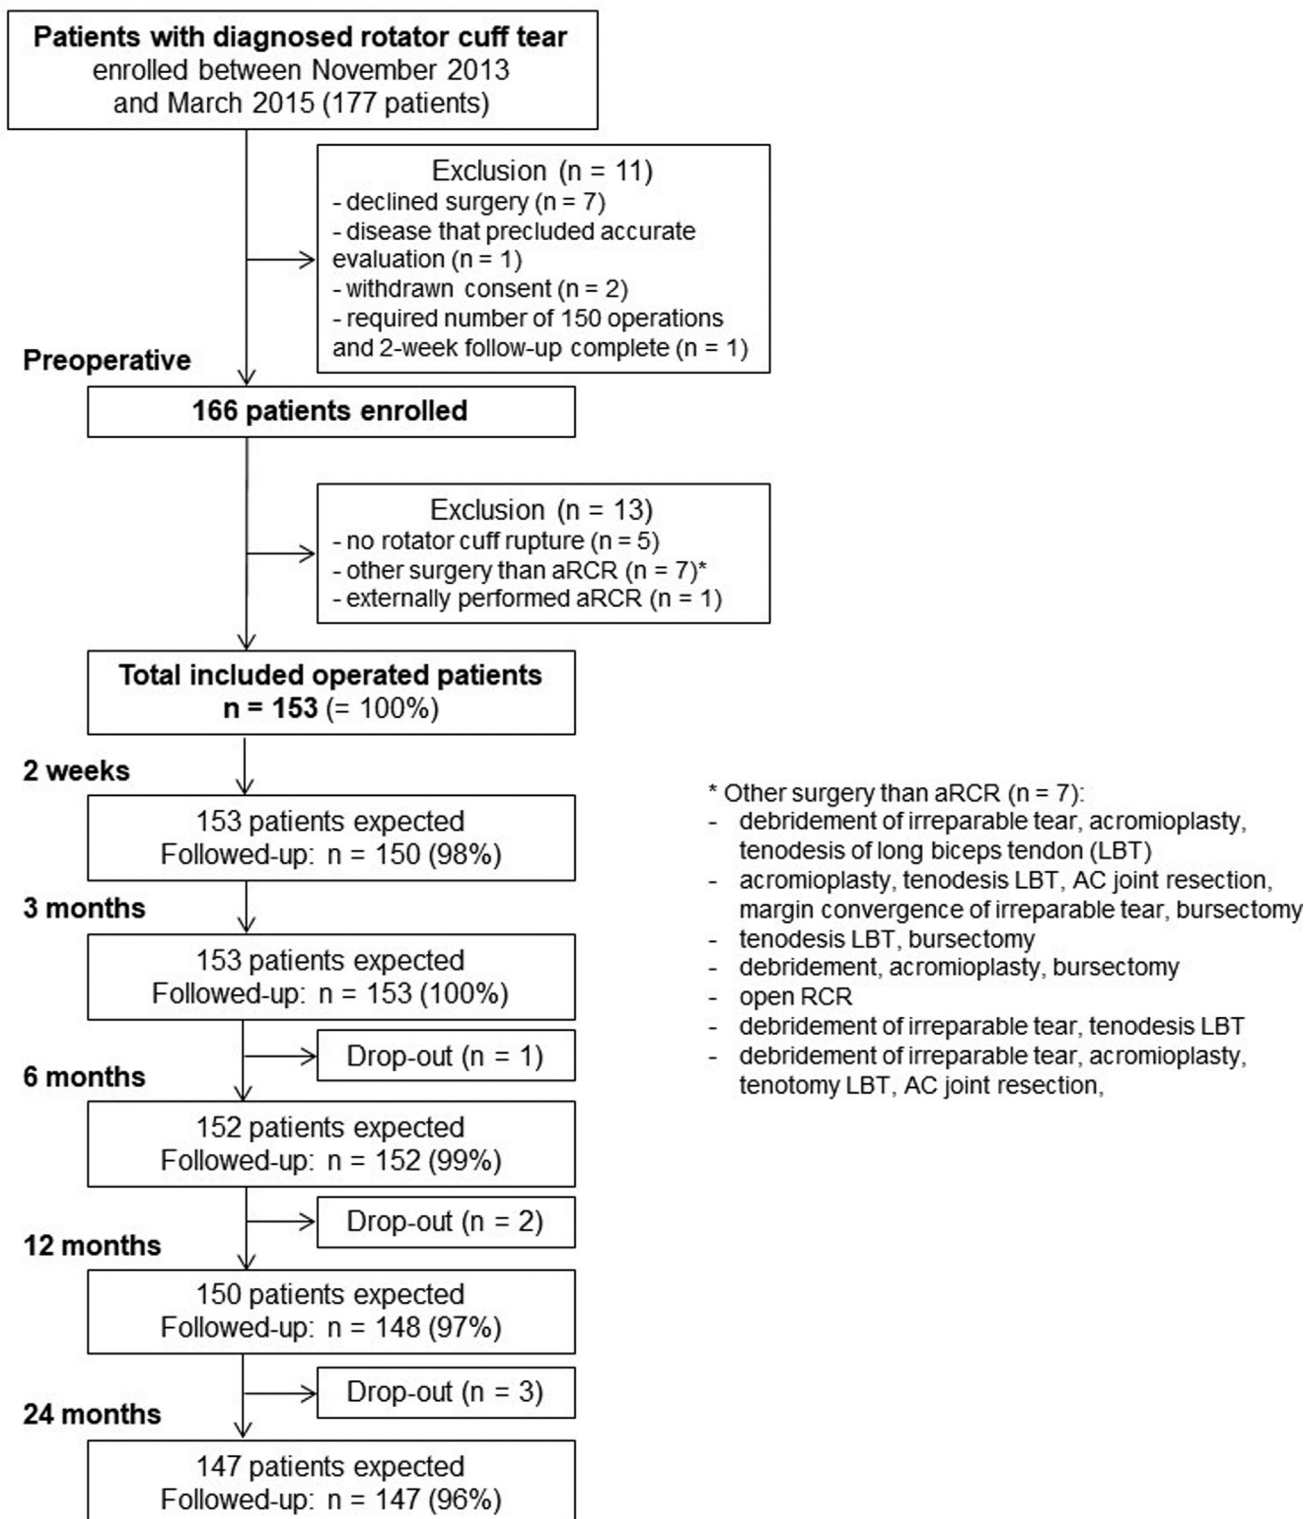 Patients with diagnosed rotator cuff tear
enrolled between November 2013
and March 2015 (177 patients)
Exclusion (n = 11)
- declined surgery (n = 7)
- disease that precluded accurate
evaluation (n = 1)
- withdrawn consent (n = 2)
- required number of 150 operations
and 2-week follow-up complete (n = 1)
Preoperative
166 patients enrolled
Exclusion (n = 13)
- no rotator cuff rupture (n = 5)
- other surgery than aRCR (n = 7)*
- externally performed aRCR (n = 1)
Total included operated patients
n = 153 (= 100%)
2 weeks
153 patients expected
Followed-up: n = 150 (98%)
3 months
153 patients expected
Followed-up: n = 153 (100%)
Drop-out (n = 1)
6 months
152 patients expected
Followed-up: n = 152 (99%)
Drop-out (n = 2)
12 months
150 patients expected
Followed-up: n = 148 (97%)
Drop-out (n = 3)
24 months
147 patients expected
Followed-up: n = 147 (96%)
* Other surgery than aRCR (n = 7):
- debridement of irreparable tear, acromioplasty,
tenodesis of long biceps tendon (LBT)
- acromioplasty, tenodesis LBT, AC joint resection,
margin convergence of irreparable tear, bursectomy
- tenodesis LBT, bursectomy
- debridement, acromioplasty, bursectomy
- open RCR
- debridement of irreparable tear, tenodesis LBT
- debridement of irreparable tear, acromioplasty,
tenotomy LBT, AC joint resection,